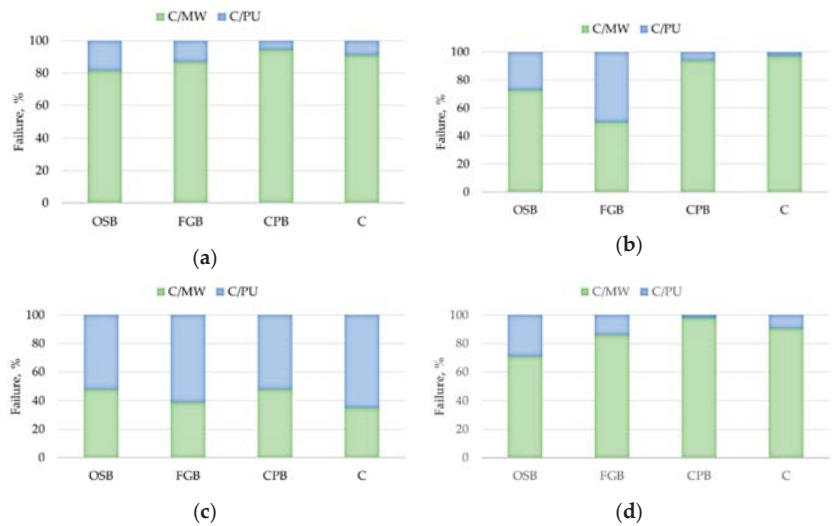 C/MW C/PU
100
80
60
40
20
0
Failure, %
OSB FGB CPB C
(a)
C/MW C/PU
100
80
60
40
20
0
Failure, %
OSB FGB CPB C
(b)
C/MW C/PU
100
80
60
40
20
0
Failure, %
OSB FGB CPB C
(c)
C/MW C/PU
100
80
60
40
20
0
Failure, %
OSB FGB CPB C
(d)